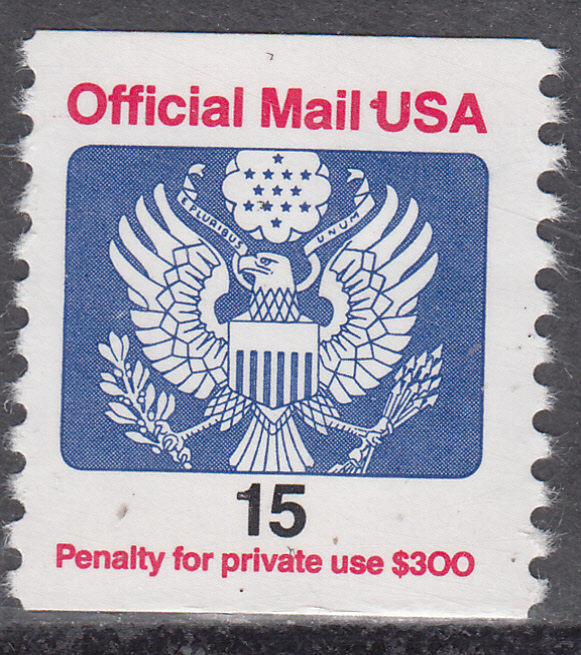 Official Mail USA
E PLURIBUS UNUM
15
Penalty for private use $300